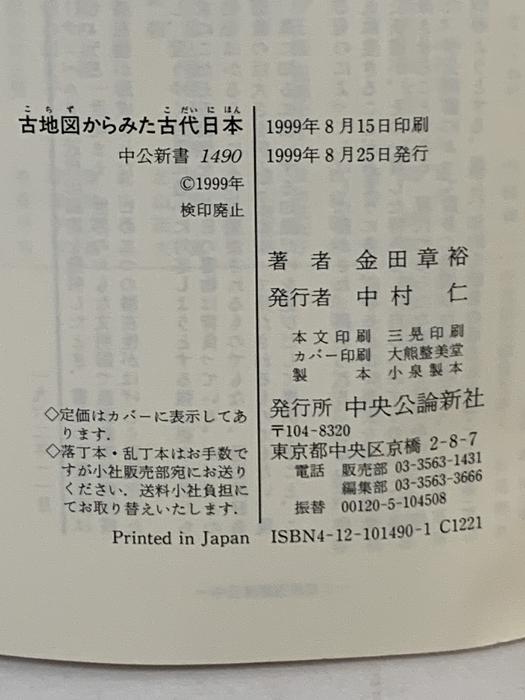 こちず こだいにほん
古地図からみた古代日本
中公新書 1490
©1999年
検印廃止
◇定価はカバーに表示してあ
ります.
◇落丁本・乱丁本はお手数で
すが小社販売部宛にお送り
ください. 送料小社負担に
てお取り替えいたします.
Printed in Japan
1999年8月15日印刷
1999年8月25日発行
著者 金田章裕
発行者 中村 仁
本文印刷 三晃印刷
カバー印刷 大熊整美堂
製本 小泉製本
発行所 中央公論新社
〒104-8320
東京都中央区京橋 2-8-7
電話 販売部 03-3563-1431
編集部 03-3563-3666
振替 00120-5-104508
ISBN4-12-101490-1 C1221